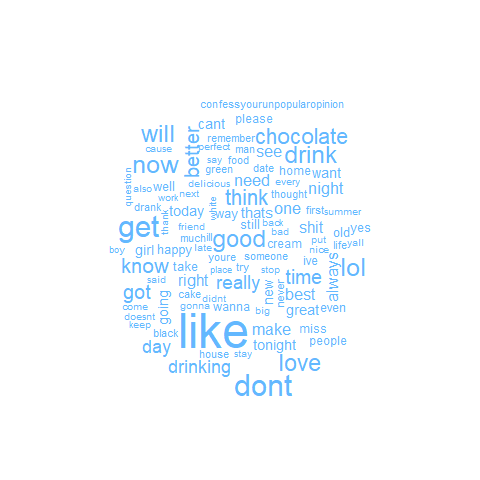 confessyourunpopularopinion
please
cant
will
remember
chocolate
cause
better
perfect
man
see
drink
now
say
food
date
home
want
green
every
question
also
well
delicious
need
night
work
next
think
thought
drank
today
white
way
thats
one
first
summer
get
thank
friend
still
back
shit
old
yes
good
bad
put
boy
girl
happy
muchill
late
cream
nice
life
yall
know
take
youre
someone
ive
always
lol
place
try
stop
said
right
really
time
got
going
cake
didnt
new
never
best
come
gonna
wanna
big
great
even
doesnt
keep
black
like
make
miss
day
tonight
people
house
stay
drinking
love
dont